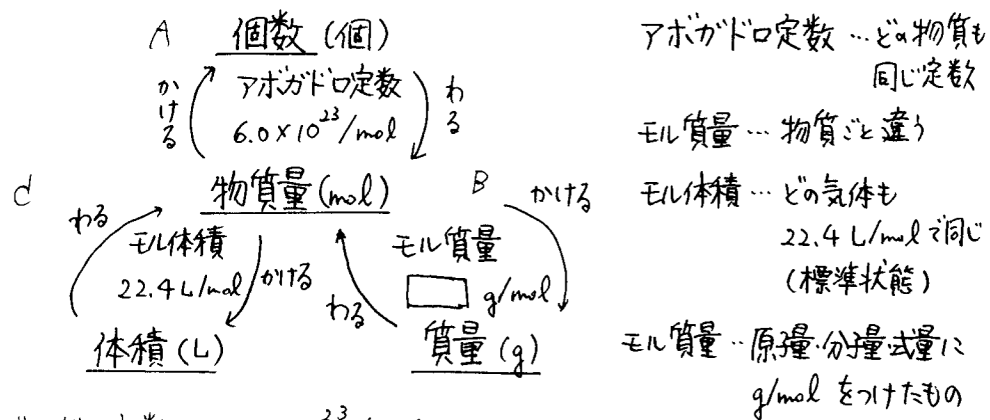 A 個数 (個)
アボガドロ定数
6.0×10²³/mol
かける
わる
C 物質量 (mol) B
わる
モル体積
22.4 L/mol
かける
わる
モル質量
g/mol
かける
体積 (L) 質量 (g)
アボガドロ定数 … どの物質も
同じ定数
モル質量 … 物質ごと違う
モル体積 … どの気体も
22.4 L/molで同じ
(標準状態)
モル質量 … 原子量・分子量・式量に
g/mol をつけたもの